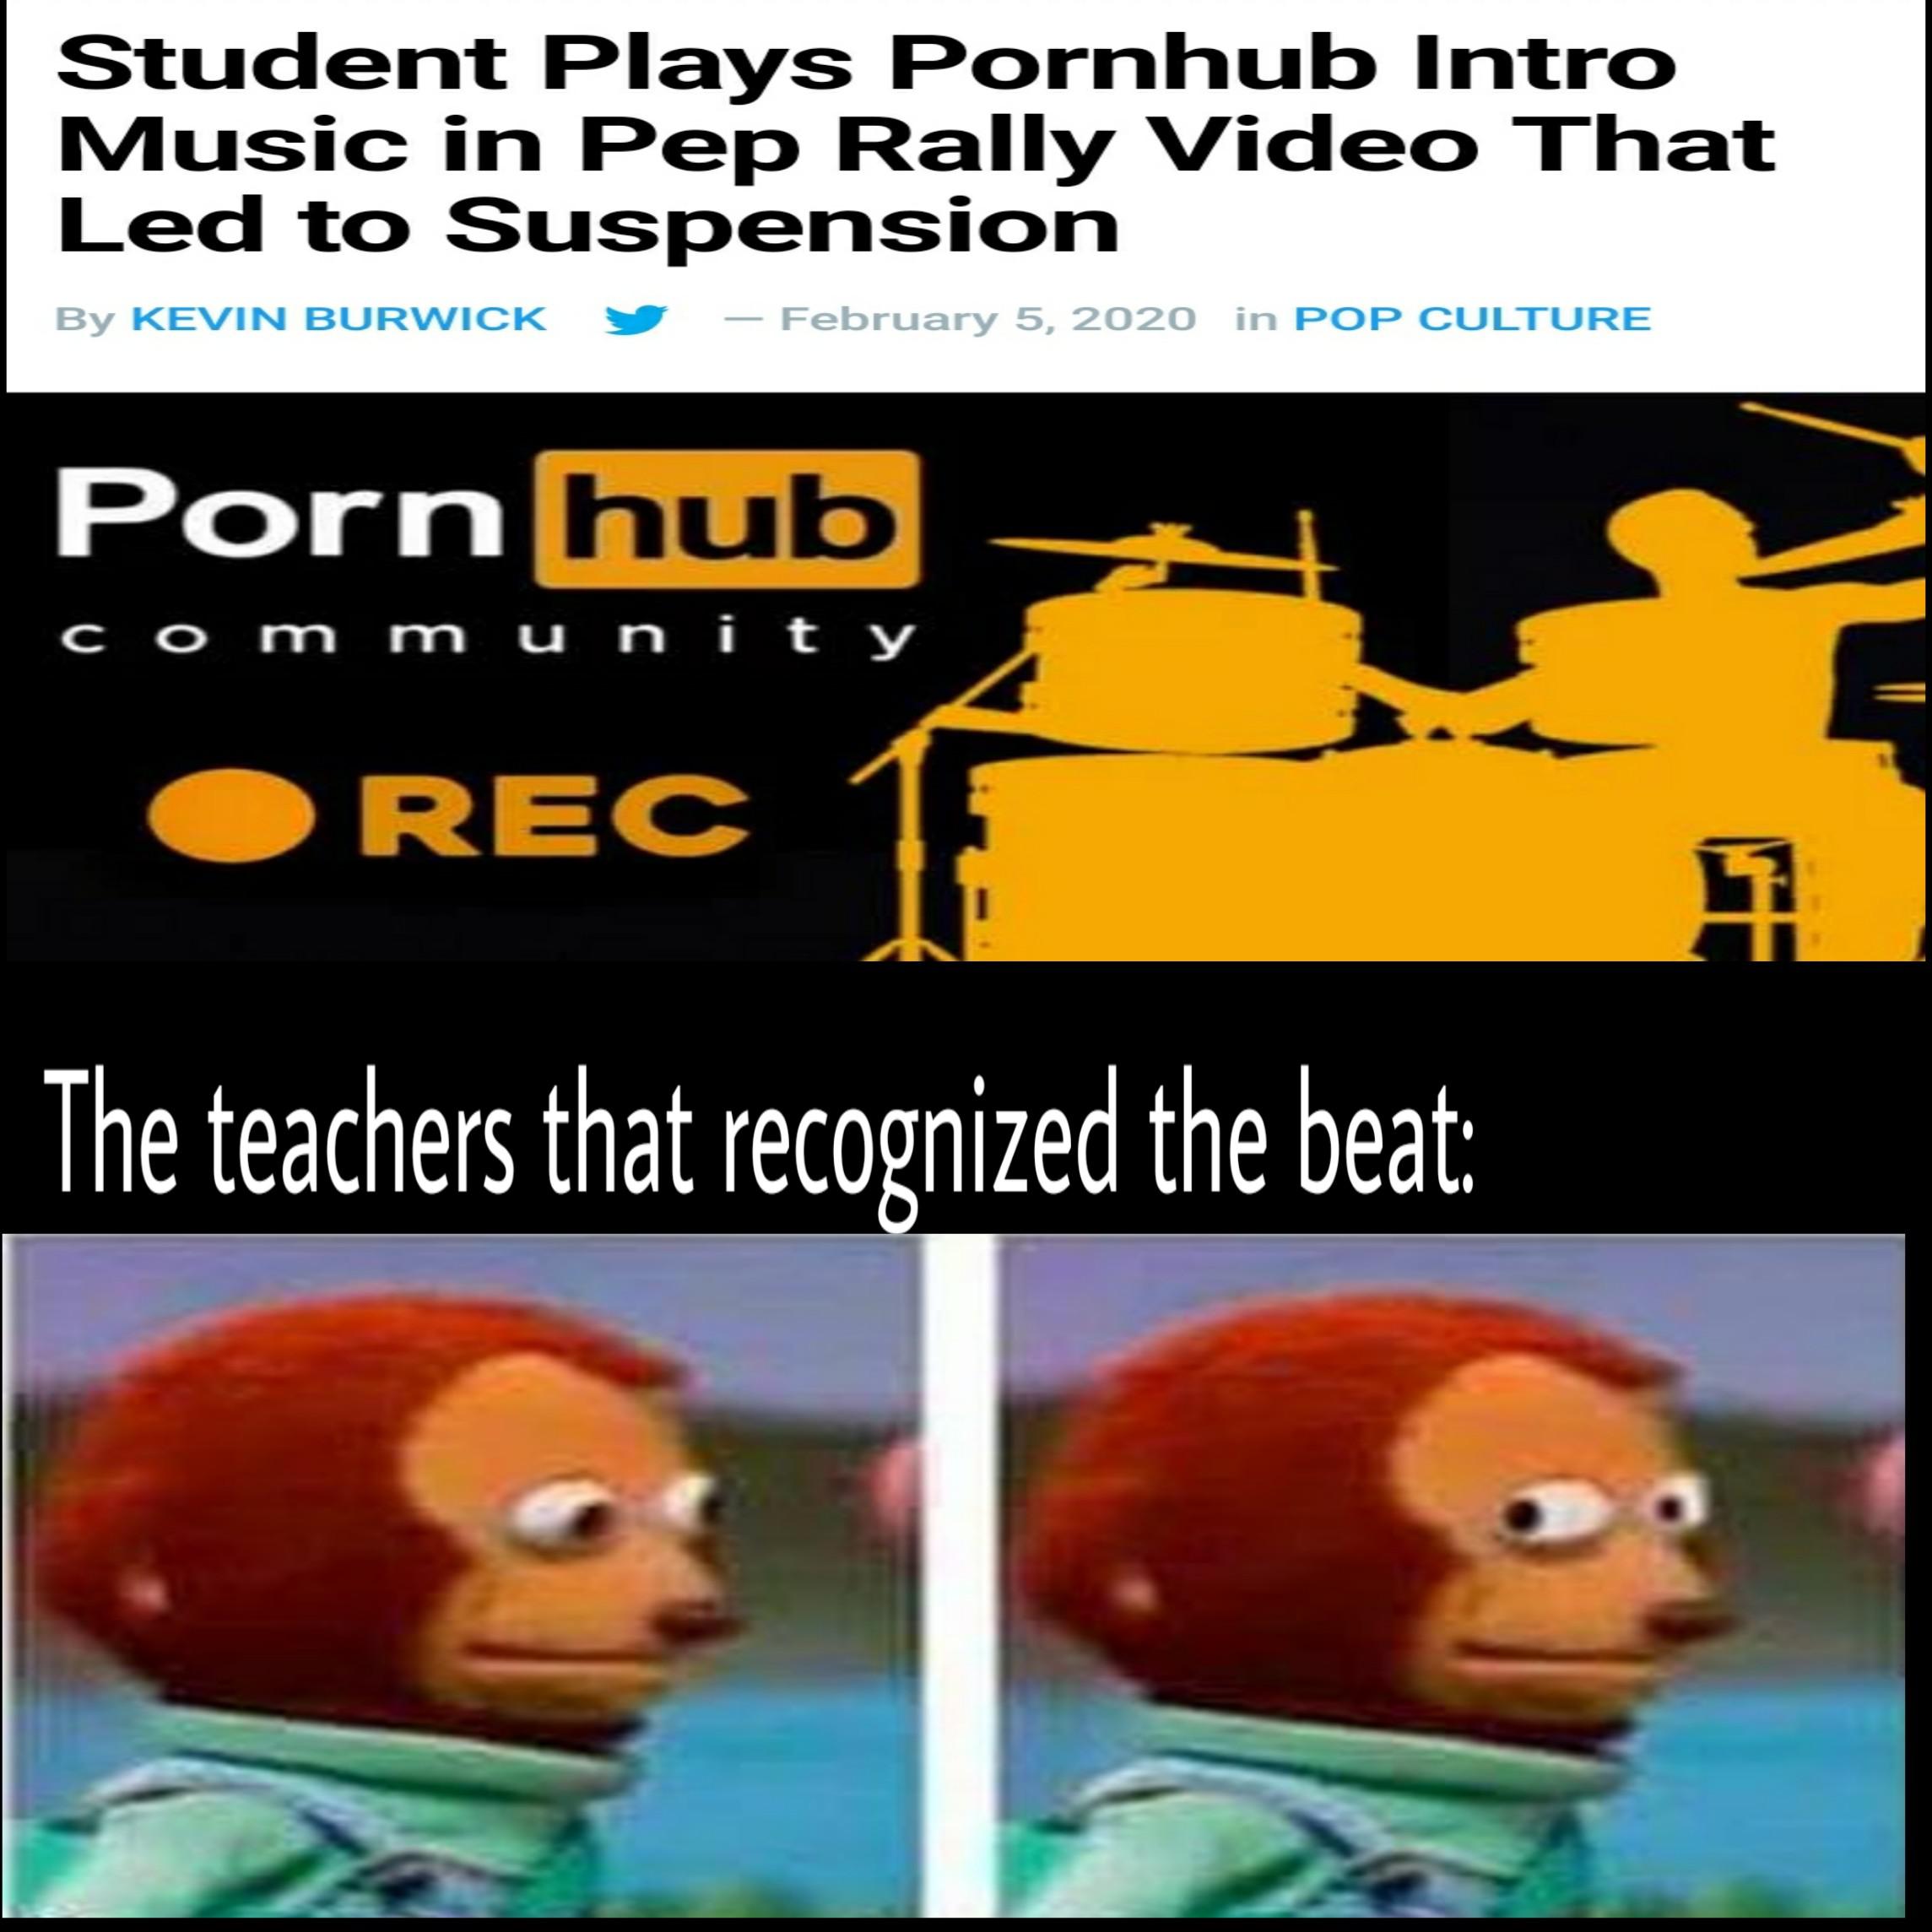 Student Plays Pornhub Intro
Music in Pep Rally Video That
Led to Suspension
By KEVIN BURWICK — February 5, 2020 in POP CULTURE
Porn hub
community
REC
The teachers that recognized the beat: